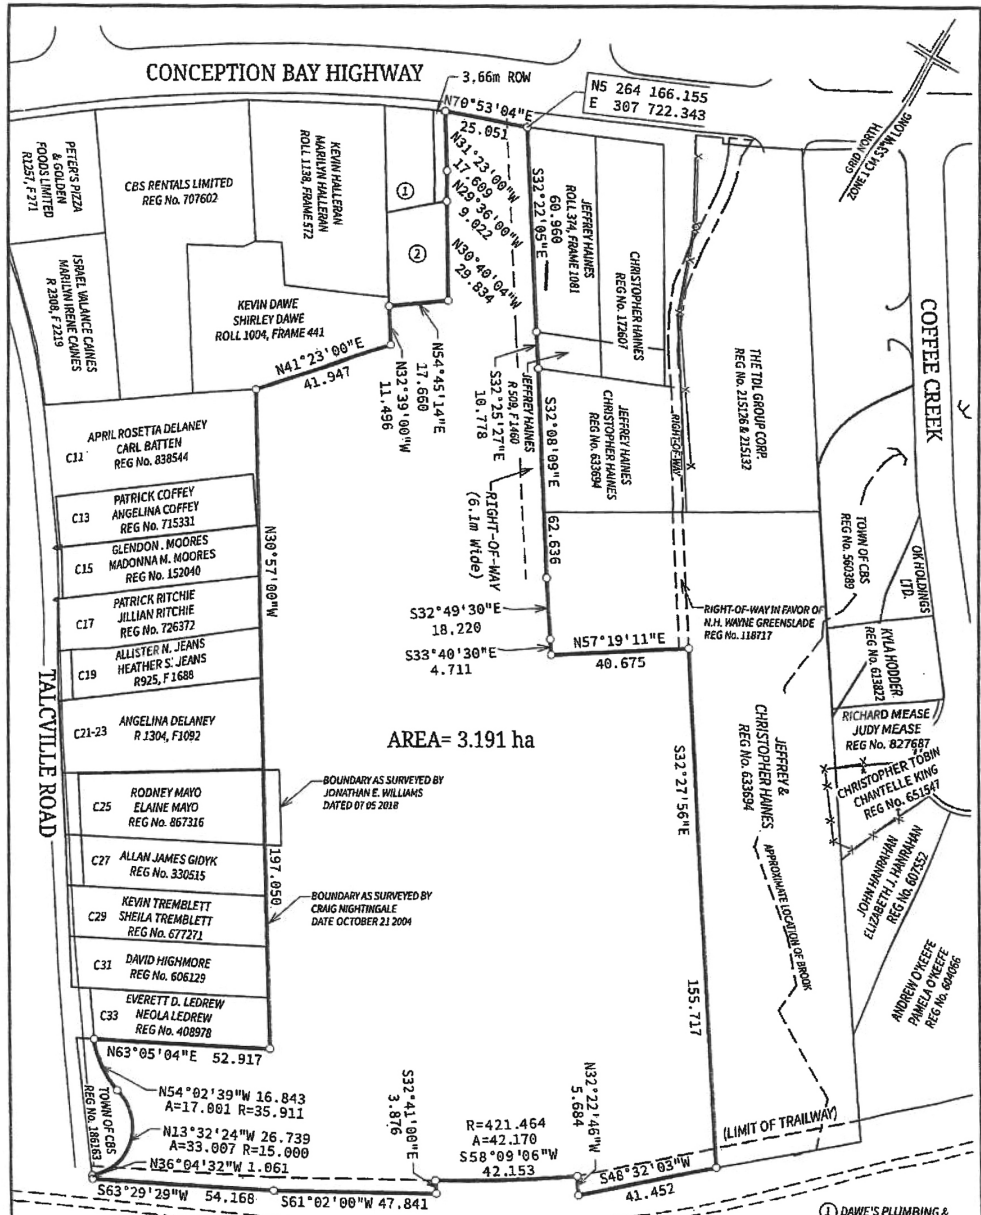 CONCEPTION BAY HIGHWAY
3.66m ROW
N70°53'04"E
25.051
N5 264 166.155
E 307 722.343
GRID NORTH
ZONE 1 CM 53°W LONG
PETER'S PIZZA
& GOLDEN
FOODS LIMITED
R1257, F 271
CBS RENTALS LIMITED
REG No. 707602
KEVIN HALLERAN
MARILYN HALLERAN
ROLL 1138, FRAME 572
1
2
N31°23'00"W
17.609
N29°36'00"W
9.022
N30°40'04"W
29.834
S32°22'05"E
60.960
JEFFREY HAINES
ROLL 374, FRAME 1081
CHRISTOPHER HAINES
REG No. 172607
THE TDL GROUP CORP.
REG No. 215126 & 215132
COFFEE CREEK
ISRAEL VALANCE CAINES
MARILYN IRENE CAINES
R 2308, F 2219
KEVIN DAWE
SHIRLEY DAWE
ROLL 1004, FRAME 441
N41°23'00"E
41.947
N32°39'00"W
11.496
N54°45'14"E
17.660
S32°25'27"E
10.778
JEFFREY HAINES
R 509, F 1460
S32°08'09"E
62.636
JEFFREY HAINES
CHRISTOPHER HAINES
REG No. 633694
RIGHT-OF-WAY
RIGHT-OF-WAY
(6.1m Wide)
TOWN OF CBS
REG No. 560389
OK HOLDINGS
LTD.
KYLA HODDER
REG No. 613822
C11
APRIL ROSETTA DELANEY
CARL BATTEN
REG No. 838544
C13
PATRICK COFFEY
ANGELINA COFFEY
REG No. 715331
C15
GLENDON J. MOORES
MADONNA M. MOORES
REG No. 152040
C17
PATRICK RITCHIE
JILLIAN RITCHIE
REG No. 726372
C19
ALLISTER N. JEANS
HEATHER S. JEANS
R925, F 1688
C21-23
ANGELINA DELANEY
R 1304, F1092
C25
RODNEY MAYO
ELAINE MAYO
REG No. 867316
C27
ALLAN JAMES GIDYK
REG No. 330515
C29
KEVIN TREMBLETT
SHEILA TREMBLETT
REG No. 677271
C31
DAVID HIGHMORE
REG No. 606129
C33
EVERETT D. LEDREW
NEOLA LEDREW
REG No. 408978
TALCVILLE ROAD
N30°57'00"W
197.050
S32°49'30"E
18.220
S33°40'30"E
4.711
N57°19'11"E
40.675
RIGHT-OF-WAY IN FAVOR OF
N.H. WAYNE GREENSLADE
REG No. 118717
RICHARD MEASE
JUDY MEASE
REG No. 827687
CHRISTOPHER TOBIN
CHANTELLE KING
REG No. 651547
AREA= 3.191 ha
S32°27'56"E
155.717
JEFFREY &
CHRISTOPHER HAINES
REG No. 633694
APPROXIMATE LOCATION OF BROOK
JOHN HANRAHAN
ELIZABETH J. HANRAHAN
REG No. 607552
ANDREW O'KEEFE
PAMELA O'KEEFE
REG No. 604066
BOUNDARY AS SURVEYED BY
JONATHAN E. WILLIAMS
DATED 07 05 2018
BOUNDARY AS SURVEYED BY
CRAIG NIGHTINGALE
DATE OCTOBER 21 2004
N63°05'04"E 52.917
N54°02'39"W 16.843
A=17.001 R=35.911
N13°32'24"W 26.739
A=33.007 R=15.000
N36°04'32"W 1.061
TOWN OF CBS
REG No. 186163
S63°29'29"W 54.168
S61°02'00"W 47.841
S32°41'00"E
3.876
R=421.464
A=42.170
S58°09'06"W
42.153
N32°22'46"W
5.684
S48°32'03"W
41.452
(LIMIT OF TRAILWAY)
1 DAWE'S PLUMBING &